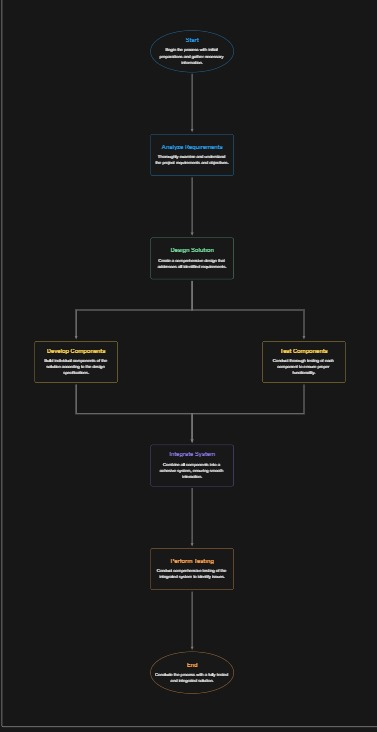 Start
Begin the process with initial
preparations and gather necessary
information.
Analyze Requirements
Thoroughly examine and understand
the project requirements and objectives.
Design Solution
Create a comprehensive design that
addresses all identified requirements.
Develop Components
Build individual components of the
solution according to the design
specifications.
Test Components
Conduct thorough testing of each
component to ensure proper
functionality.
Integrate System
Combine all components into a
cohesive system, ensuring smooth
interaction.
Perform Testing
Conduct comprehensive testing of the
integrated system to identify issues.
End
Conclude the process with a fully tested
and integrated solution.